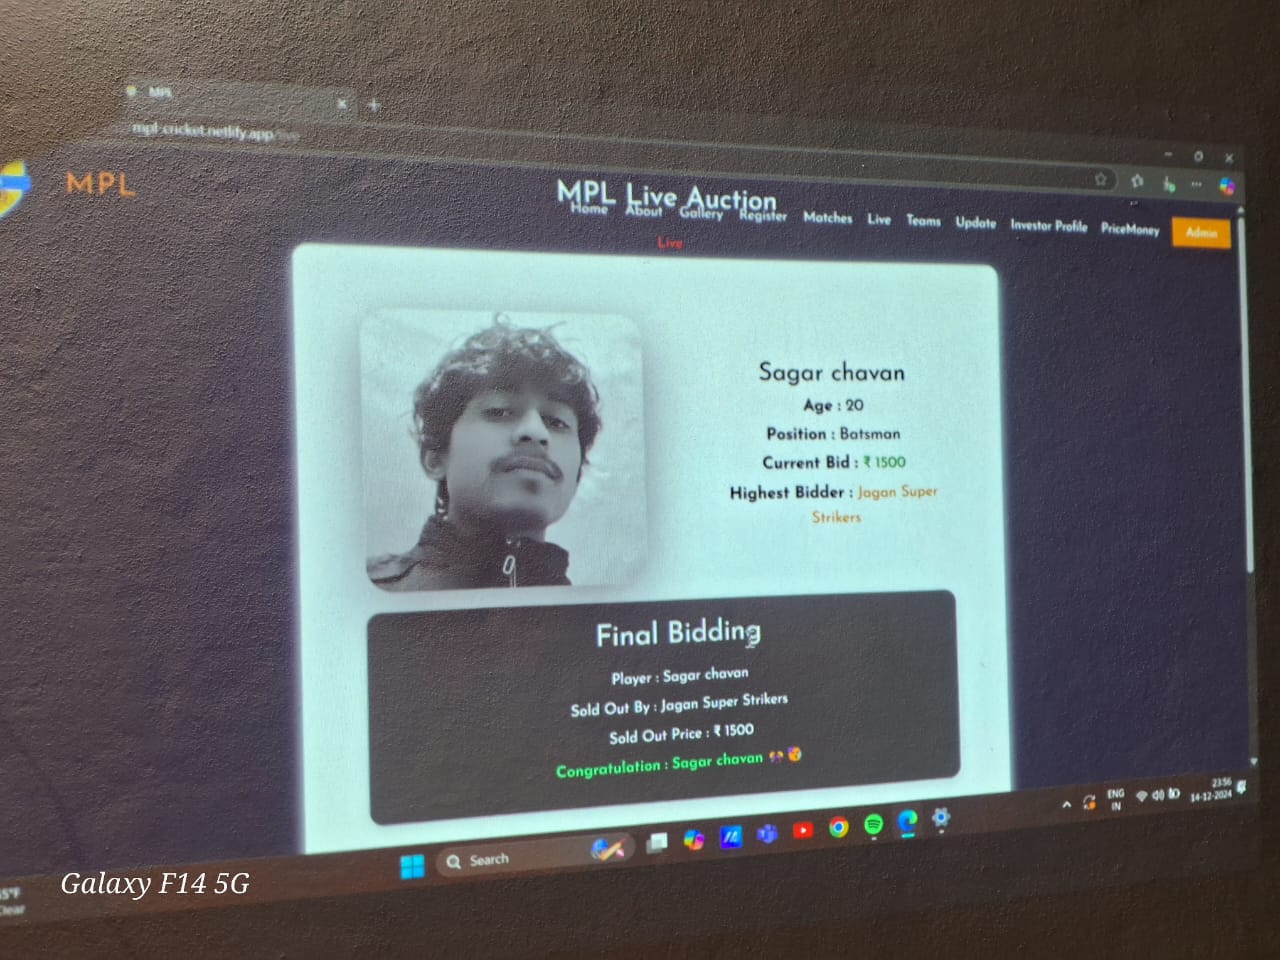 MPL
mpl-cricket.netlify.app
MPL
MPL Live Auction
Home About Gallery Register Matches Live Teams Update Investor Profile PriceMoney Admin
Live
Sagar chavan
Age : 20
Position : Batsman
Current Bid : ₹ 1500
Highest Bidder : Jagan Super
Strikers
Final Bidding
Player : Sagar chavan
Sold Out By : Jagan Super Strikers
Sold Out Price : ₹ 1500
Congratulation : Sagar chavan
Search
ENG
IN
23:56
14-12-2024
Clear
Galaxy F14 5G